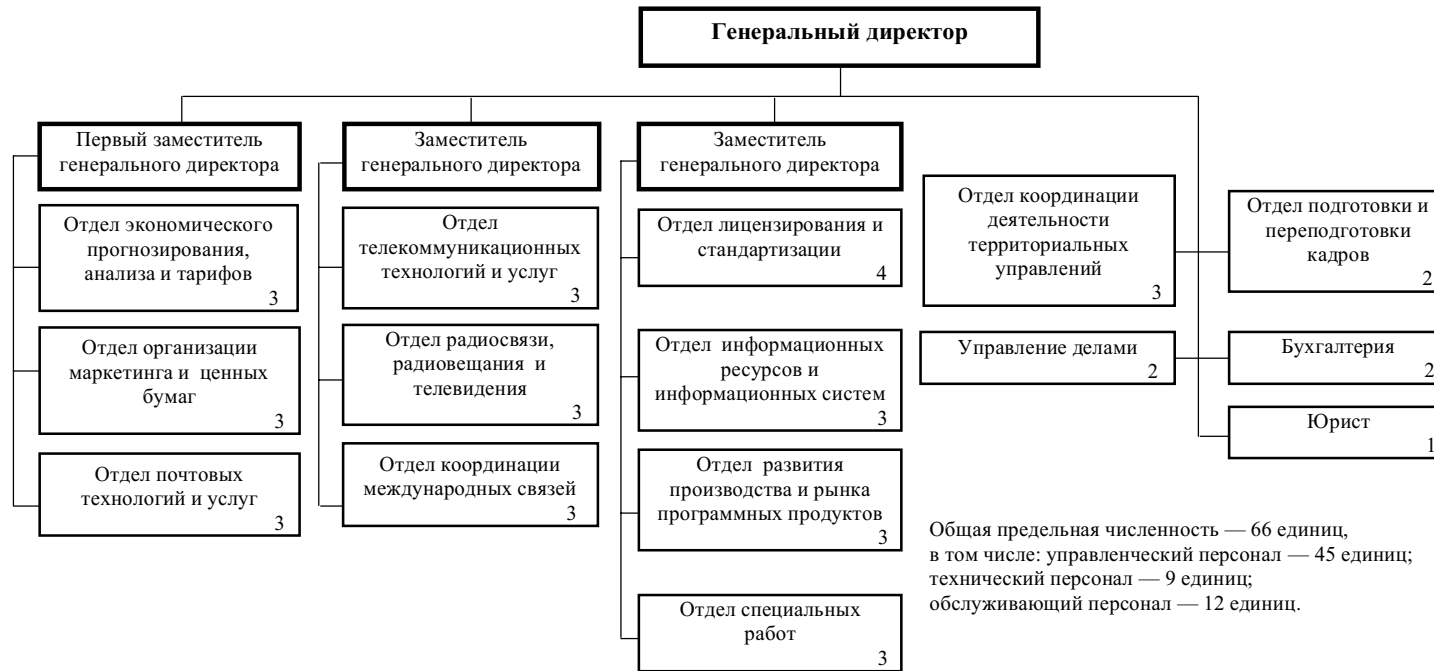 Генеральный директор
Первый заместитель
генерального директора
Отдел экономического
прогнозирования,
анализа и тарифов
3
Отдел организации
маркетинга и ценных
бумаг
3
Отдел почтовых
технологий и услуг
3
Заместитель
генерального директора
Отдел
телекоммуникационных
технологий и услуг
3
Отдел радиосвязи,
радиовещания и
телевидения
3
Отдел координации
международных связей
3
Заместитель
генерального директора
Отдел лицензирования и
стандартизации
4
Отдел информационных
ресурсов и
информационных систем
3
Отдел развития
производства и рынка
программных продуктов
3
Отдел специальных
работ
3
Отдел координации
деятельности
территориальных
управлений
3
Управление делами
2
Отдел подготовки и
переподготовки
кадров
2
Бухгалтерия
2
Юрист
1
Общая предельная численность — 66 единиц,
в том числе: управленческий персонал — 45 единиц;
технический персонал — 9 единиц;
обслуживающий персонал — 12 единиц.